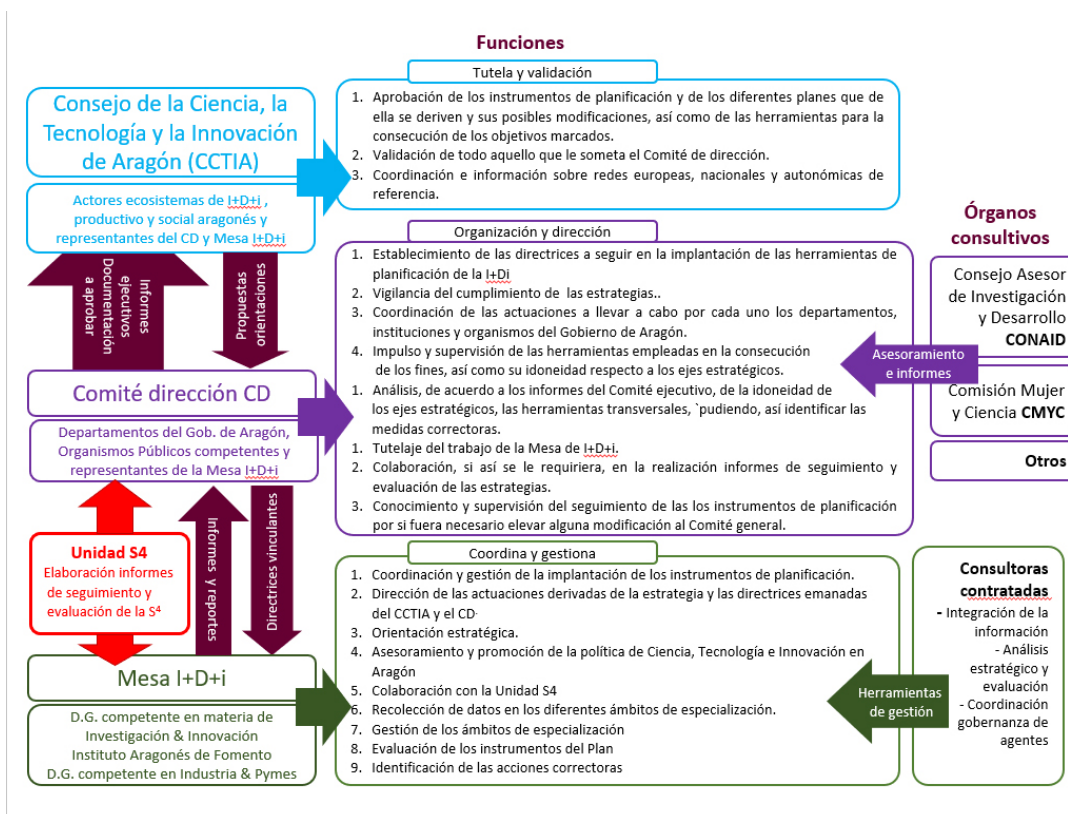 Funciones
Tutela y validación
Consejo de la Ciencia, la
Tecnología y la Innovación
de Aragón (CCTIA)
Actores ecosistemas de I+D+i ,
productivo y social aragonés y
representantes del CD y Mesa I+D+i
1. Aprobación de los instrumentos de planificación y de los diferentes planes que de
ella se deriven y sus posibles modificaciones, así como de las herramientas para la
consecución de los objetivos marcados.
2. Validación de todo aquello que le someta el Comité de dirección.
3. Coordinación e información sobre redes europeas, nacionales y autonómicas de
referencia.
Informes
ejecutivos
Documentación
a aprobar
Propuestas
orientaciones
Comité dirección CD
Departamentos del Gob. de Aragón,
Organismos Públicos competentes y
representantes de la Mesa I+D+i
Organización y dirección
1. Establecimiento de las directrices a seguir en la implantación de las herramientas de
planificación de la I+Di
2. Vigilancia del cumplimiento de las estrategias..
3. Coordinación de las actuaciones a llevar a cabo por cada uno los departamentos,
instituciones y organismos del Gobierno de Aragón.
4. Impulso y supervisión de las herramientas empleadas en la consecución
de los fines, así como su idoneidad respecto a los ejes estratégicos.
1. Análisis, de acuerdo a los informes del Comité ejecutivo, de la idoneidad de
los ejes estratégicos, las herramientas transversales, `pudiendo, así identificar las
medidas correctoras.
1. Tutelaje del trabajo de la Mesa de I+D+i.
2. Colaboración, si así se le requiriera, en la realización informes de seguimiento y
evaluación de las estrategias.
3. Conocimiento y supervisión del seguimiento de las los instrumentos de planificación
por si fuera necesario elevar alguna modificación al Comité general.
Órganos
consultivos
Consejo Asesor
de Investigación
y Desarrollo
CONAID
Asesoramiento
e informes
Comisión Mujer
y Ciencia CMYC
Otros
Unidad S4
Elaboración informes
de seguimiento y
evaluación de la S⁴
Informes y reportes
Directrices vinculantes
Mesa I+D+i
D.G. competente en materia de
Investigación & Innovación
Instituto Aragonés de Fomento
D.G. competente en Industria & Pymes
Coordina y gestiona
1. Coordinación y gestión de la implantación de los instrumentos de planificación.
2. Dirección de las actuaciones derivadas de la estrategia y las directrices emanadas
del CCTIA y el CD.
3. Orientación estratégica.
4. Asesoramiento y promoción de la política de Ciencia, Tecnología e Innovación en
Aragón
5. Colaboración con la Unidad S4
6. Recolección de datos en los diferentes ámbitos de especialización.
7. Gestión de los ámbitos de especialización
8. Evaluación de los instrumentos del Plan
9. Identificación de las acciones correctoras
Herramientas
de gestión
Consultoras
contratadas
- Integración de la
información
- Análisis
estratégico y
evaluación
- Coordinación
gobernanza de
agentes